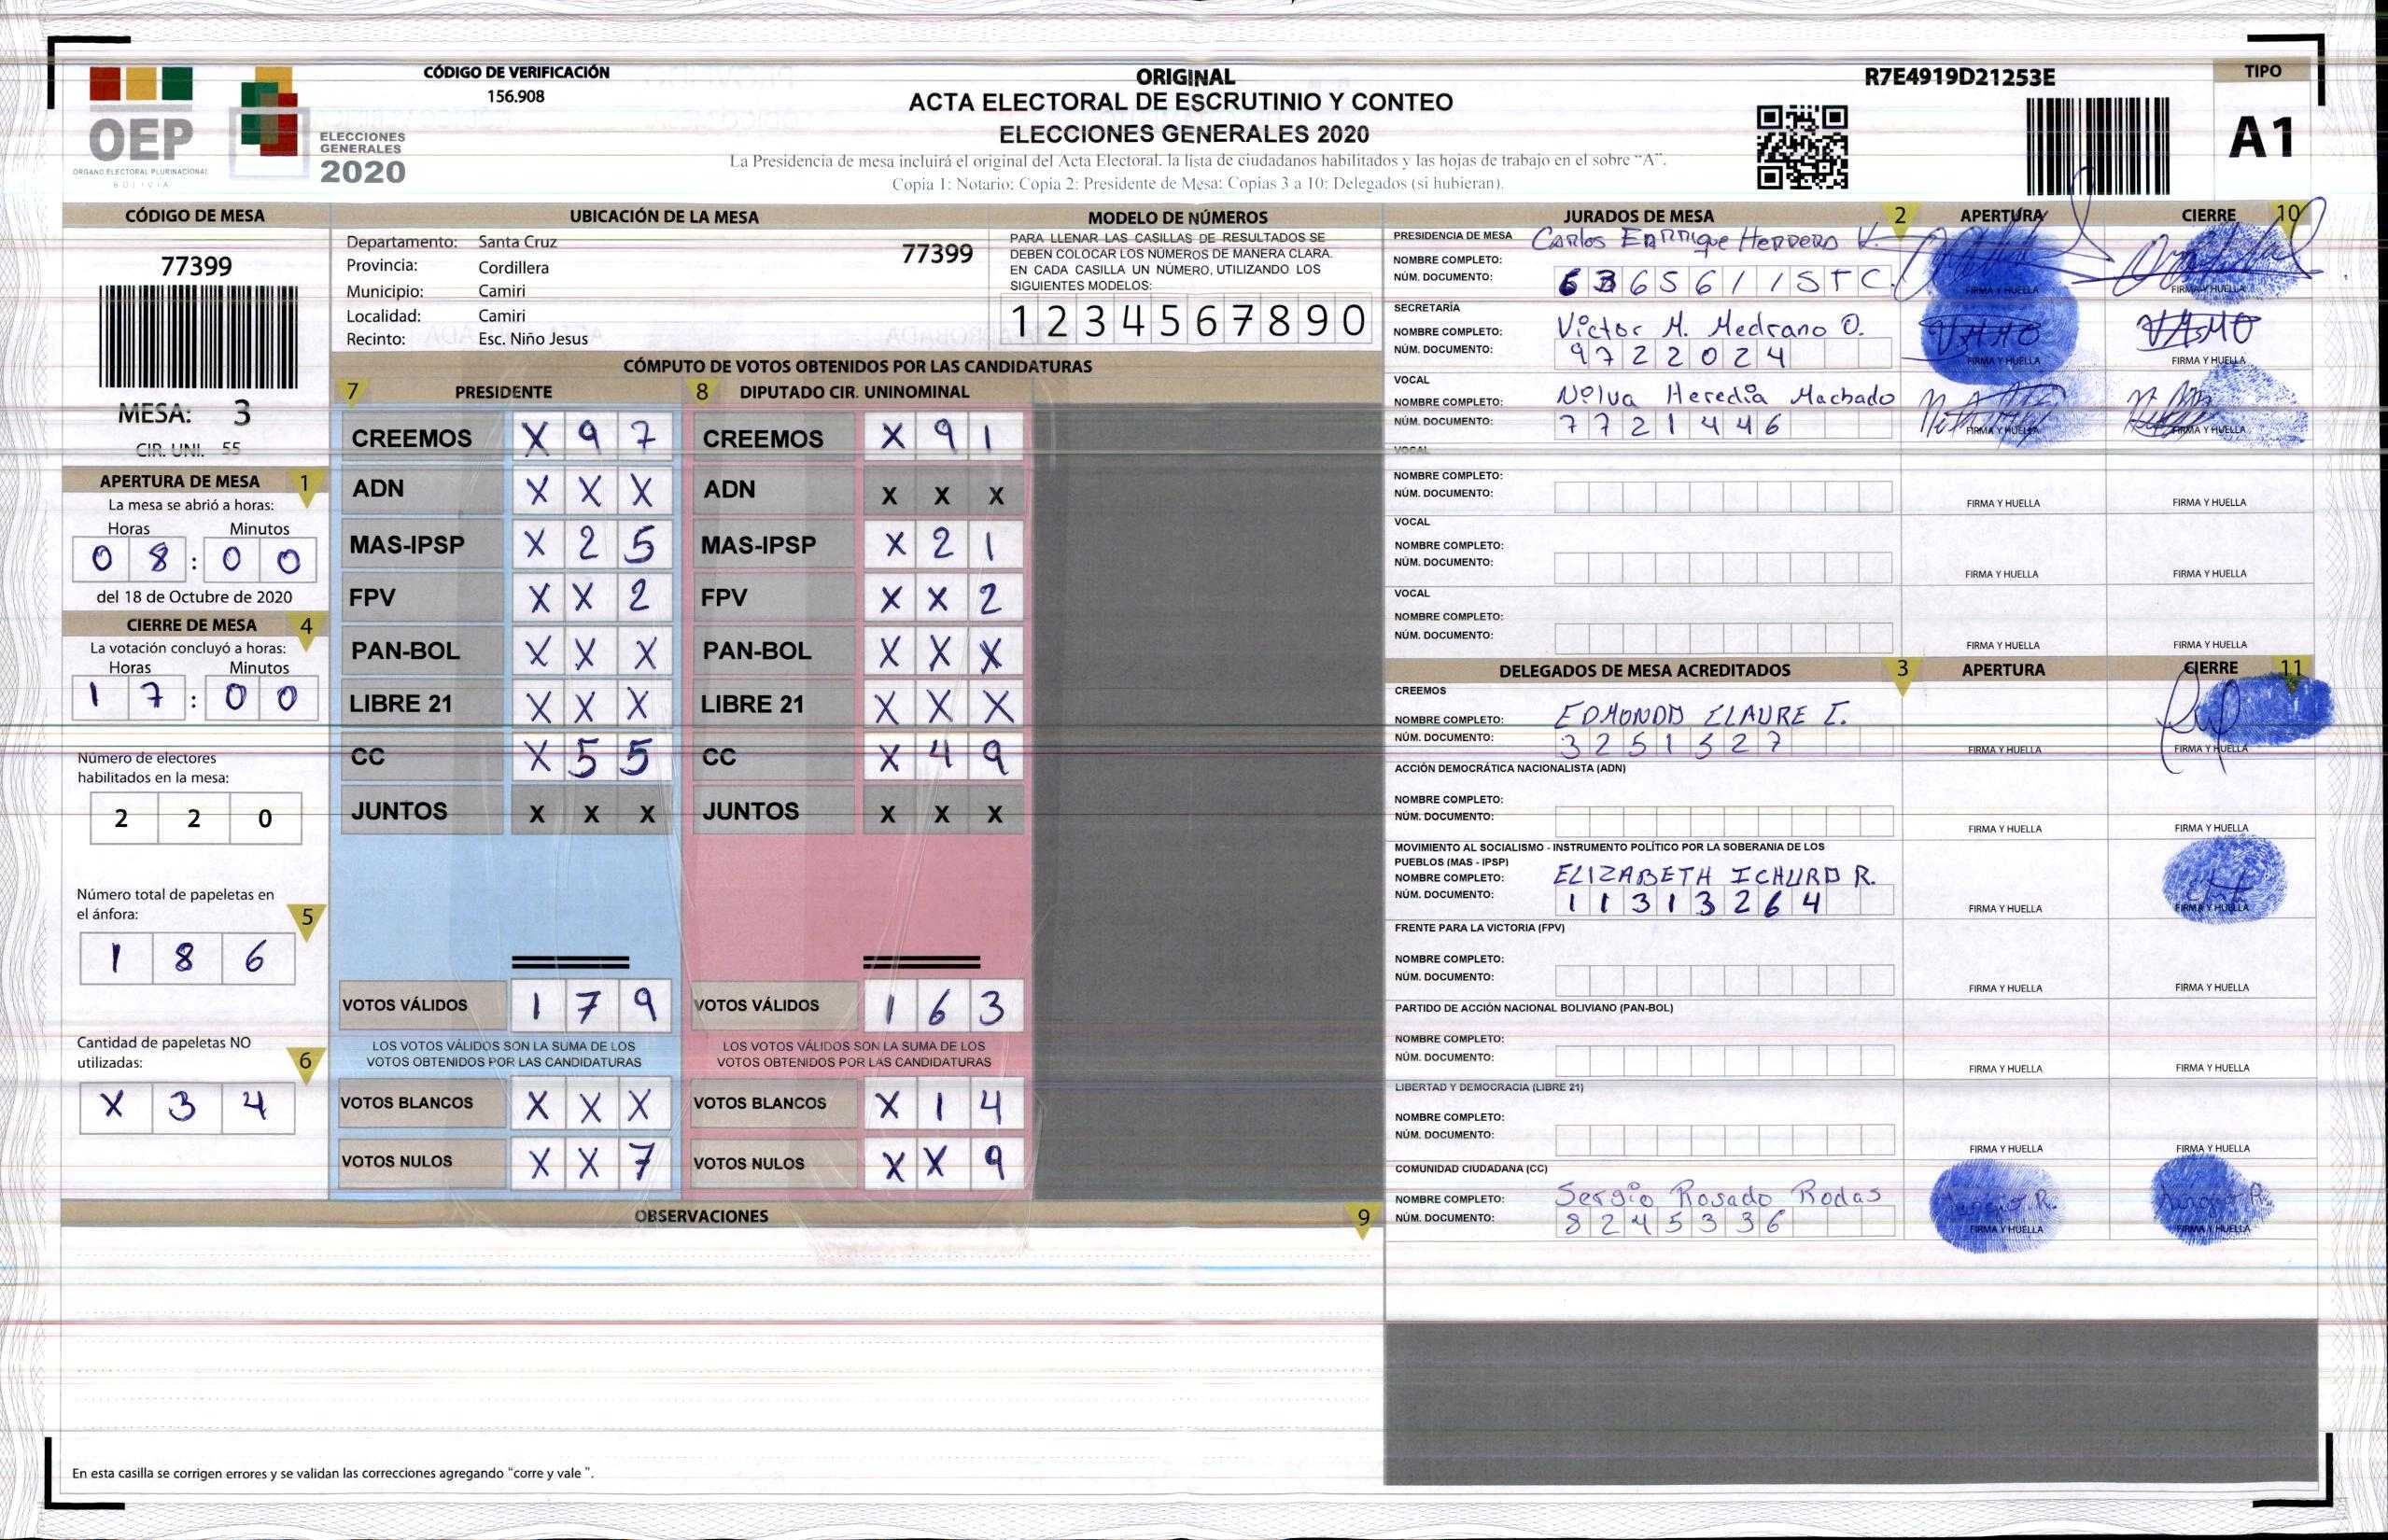 CÓDIGO DE VERIFICACIÓN
156.908
OEP
ORGANO ELECTORAL PLURINACIONAL
BOLIVIA
ELECCIONES
GENERALES
2020
ORIGINAL
ACTA ELECTORAL DE ESCRUTINIO Y CONTEO
ELECCIONES GENERALES 2020
La Presidencia de mesa incluirá el original del Acta Electoral, la lista de ciudadanos habilitados y las hojas de trabajo en el sobre “A”.
Copia 1: Notario: Copia 2: Presidente de Mesa: Copias 3 a 10: Delegados (si hubieran).
R7E4919D21253E
TIPO
A1
CÓDIGO DE MESA
77399
MESA: 3
CIR. UNI. 55
APERTURA DE MESA 1
La mesa se abrió a horas:
Horas Minutos
0 8 : 0 0
del 18 de Octubre de 2020
CIERRE DE MESA 4
La votación concluyó a horas:
Horas Minutos
1 7 : 0 0
Número de electores
habilitados en la mesa:
2 2 0
Número total de papeletas en
el ánfora: 5
1 8 6
Cantidad de papeletas NO
utilizadas: 6
X 3 4
UBICACIÓN DE LA MESA
Departamento: Santa Cruz 77399
Provincia: Cordillera
Municipio: Camiri
Localidad: Camiri
Recinto: Esc. Niño Jesus
MODELO DE NÚMEROS
PARA LLENAR LAS CASILLAS DE RESULTADOS SE
DEBEN COLOCAR LOS NÚMEROS DE MANERA CLARA.
EN CADA CASILLA UN NÚMERO, UTILIZANDO LOS
SIGUIENTES MODELOS:
1 2 3 4 5 6 7 8 9 0
CÓMPUTO DE VOTOS OBTENIDOS POR LAS CANDIDATURAS
7 PRESIDENTE 8 DIPUTADO CIR. UNINOMINAL
CREEMOS X 9 7 CREEMOS X 9 1
ADN X X X ADN X X X
MAS-IPSP X 2 5 MAS-IPSP X 2 1
FPV X X 2 FPV X X 2
PAN-BOL X X X PAN-BOL X X X
LIBRE 21 X X X LIBRE 21 X X X
CC X 5 5 CC X 4 9
JUNTOS X X X JUNTOS X X X
VOTOS VÁLIDOS 1 7 9 VOTOS VÁLIDOS 1 6 3
LOS VOTOS VÁLIDOS SON LA SUMA DE LOS LOS VOTOS VÁLIDOS SON LA SUMA DE LOS
VOTOS OBTENIDOS POR LAS CANDIDATURAS VOTOS OBTENIDOS POR LAS CANDIDATURAS
VOTOS BLANCOS X X X VOTOS BLANCOS X 1 4
VOTOS NULOS X X 7 VOTOS NULOS X X 9
OBSERVACIONES 9
En esta casilla se corrigen errores y se validan las correcciones agregando “corre y vale ”.
JURADOS DE MESA 2 APERTURA CIERRE 10
PRESIDENCIA DE MESA
NOMBRE COMPLETO: Carlos Enrrique Herrera V.
NÚM. DOCUMENTO:
FIRMA Y HUELLA FIRMA Y HUELLA
SECRETARÍA
NOMBRE COMPLETO: Victor M. Medrano O.
NÚM. DOCUMENTO: 9 7 2 2 0 2 4
FIRMA Y HUELLA FIRMA Y HUELLA
VOCAL
NOMBRE COMPLETO: Nelva Heredia Machado
NÚM. DOCUMENTO: 7 7 2 1 4 4 6
FIRMA Y HUELLA FIRMA Y HUELLA
VOCAL
NOMBRE COMPLETO:
NÚM. DOCUMENTO:
FIRMA Y HUELLA FIRMA Y HUELLA
VOCAL
NOMBRE COMPLETO:
NÚM. DOCUMENTO:
FIRMA Y HUELLA FIRMA Y HUELLA
VOCAL
NOMBRE COMPLETO:
NÚM. DOCUMENTO:
FIRMA Y HUELLA FIRMA Y HUELLA
DELEGADOS DE MESA ACREDITADOS 3 APERTURA CIERRE 11
CREEMOS
NOMBRE COMPLETO: EDMONDO CLAURE
NÚM. DOCUMENTO: 3 2 5 1 5 2 7
FIRMA Y HUELLA FIRMA Y HUELLA
ACCIÓN DEMOCRÁTICA NACIONALISTA (ADN)
NOMBRE COMPLETO:
NÚM. DOCUMENTO:
FIRMA Y HUELLA FIRMA Y HUELLA
MOVIMIENTO AL SOCIALISMO - INSTRUMENTO POLÍTICO POR LA SOBERANIA DE LOS
PUEBLOS (MAS - IPSP)
NOMBRE COMPLETO: ELIZABETH ICHURO R.
NÚM. DOCUMENTO: 1 1 3 1 3 2 6 4
FIRMA Y HUELLA FIRMA Y HUELLA
FRENTE PARA LA VICTORIA (FPV)
NOMBRE COMPLETO:
NÚM. DOCUMENTO:
FIRMA Y HUELLA FIRMA Y HUELLA
PARTIDO DE ACCIÓN NACIONAL BOLIVIANO (PAN-BOL)
NOMBRE COMPLETO:
NÚM. DOCUMENTO:
FIRMA Y HUELLA FIRMA Y HUELLA
LIBERTAD Y DEMOCRACIA (LIBRE 21)
NOMBRE COMPLETO:
NÚM. DOCUMENTO:
FIRMA Y HUELLA FIRMA Y HUELLA
COMUNIDAD CIUDADANA (CC)
NOMBRE COMPLETO: Sergio Rosado Rodas
NÚM. DOCUMENTO: 8 2 4 5 3 3 6
FIRMA Y HUELLA FIRMA Y HUELLA